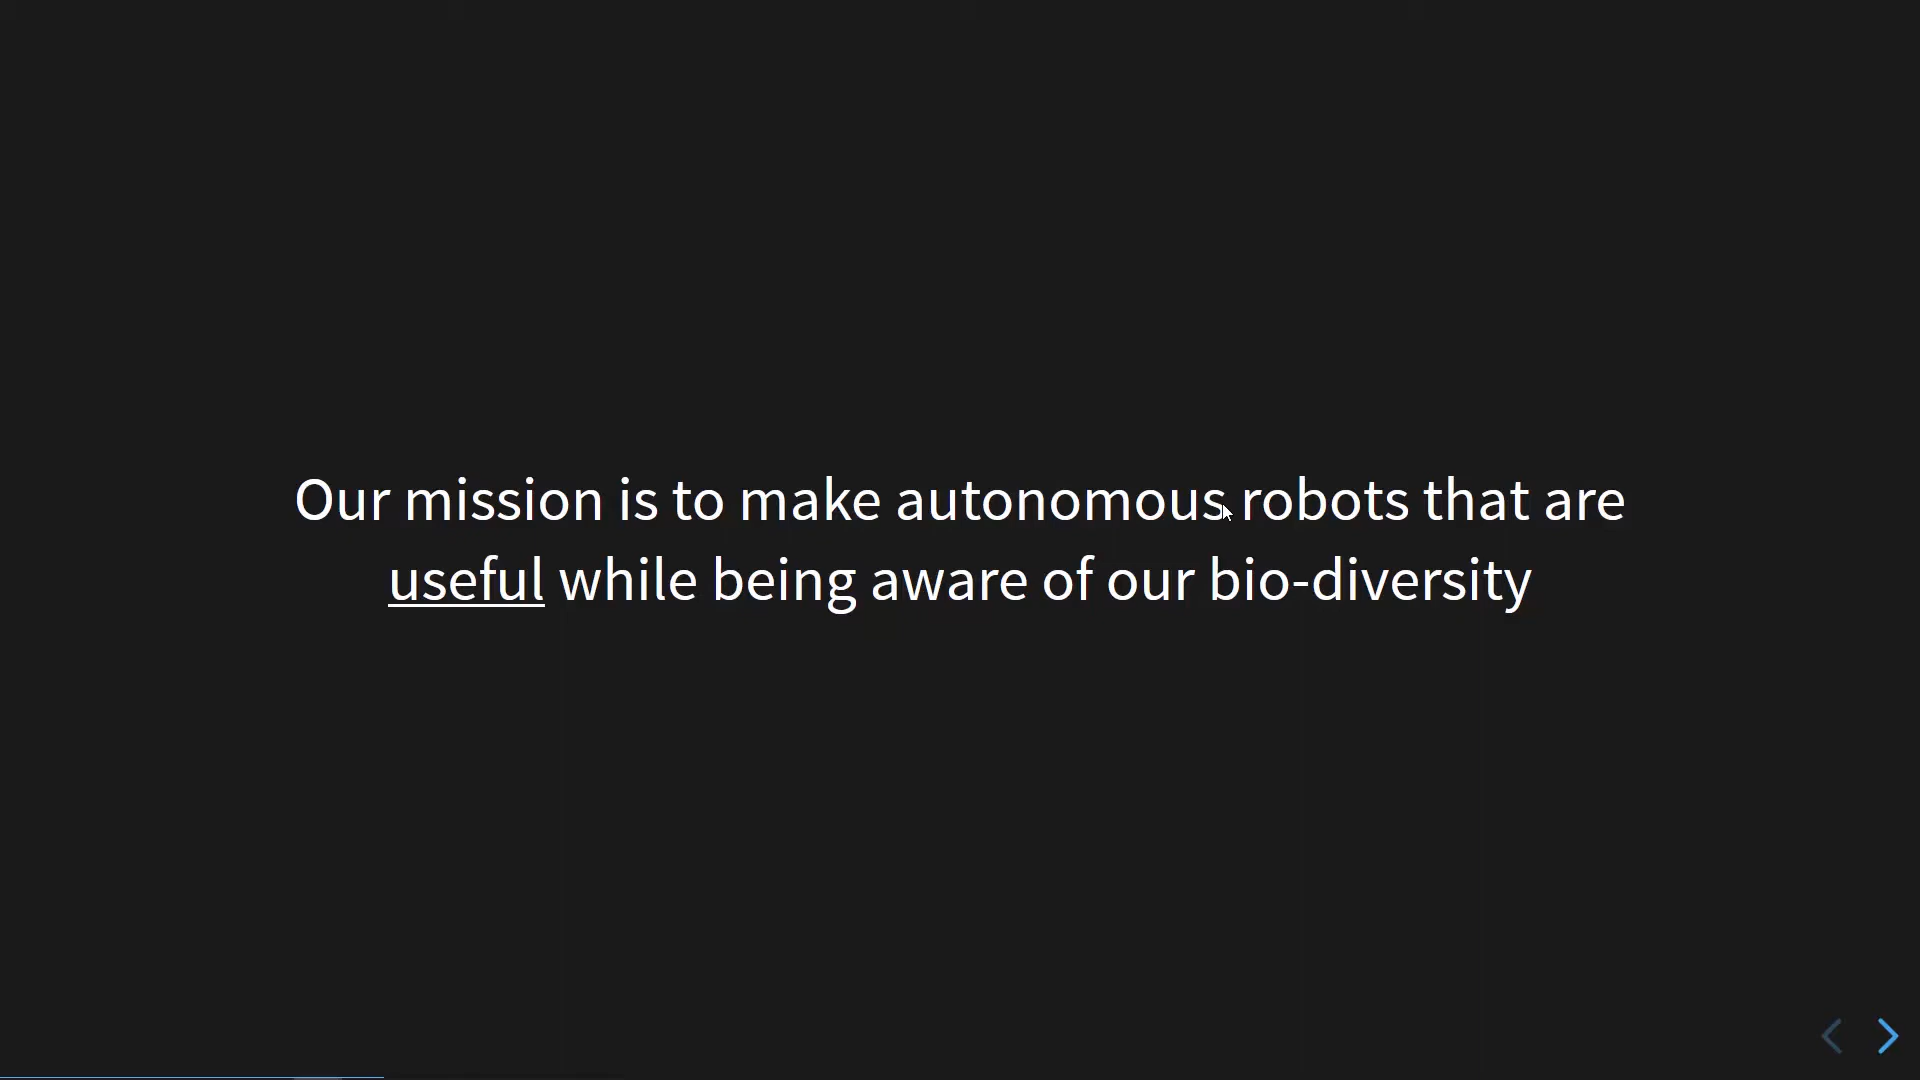 Our mission is to make autonomous robots that are
useful while being aware of our bio-diversity